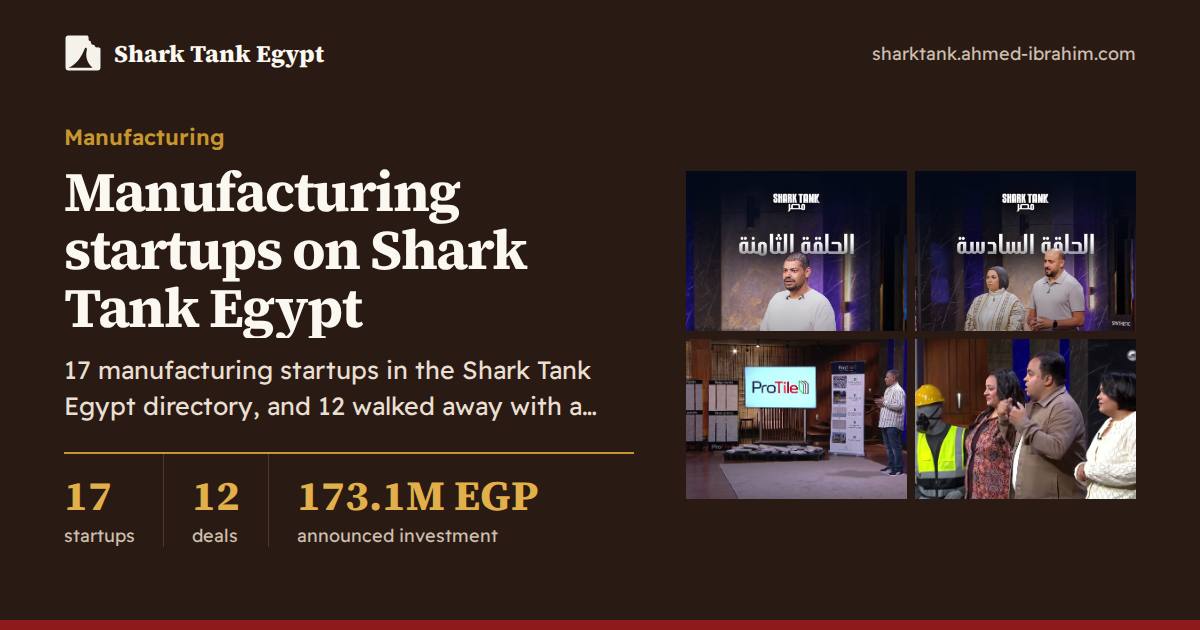 Shark Tank Egypt
sharktank.ahmed-ibrahim.com
Manufacturing
Manufacturing
startups on Shark
Tank Egypt
17 manufacturing startups in the Shark Tank
Egypt directory, and 12 walked away with a…
17
startups
12
deals
173.1M EGP
announced investment
SHARK TANK
مصر
الحلقة الثامنة
SHARK TANK
مصر
الحلقة السادسة
SYNTHETIC
ProTile